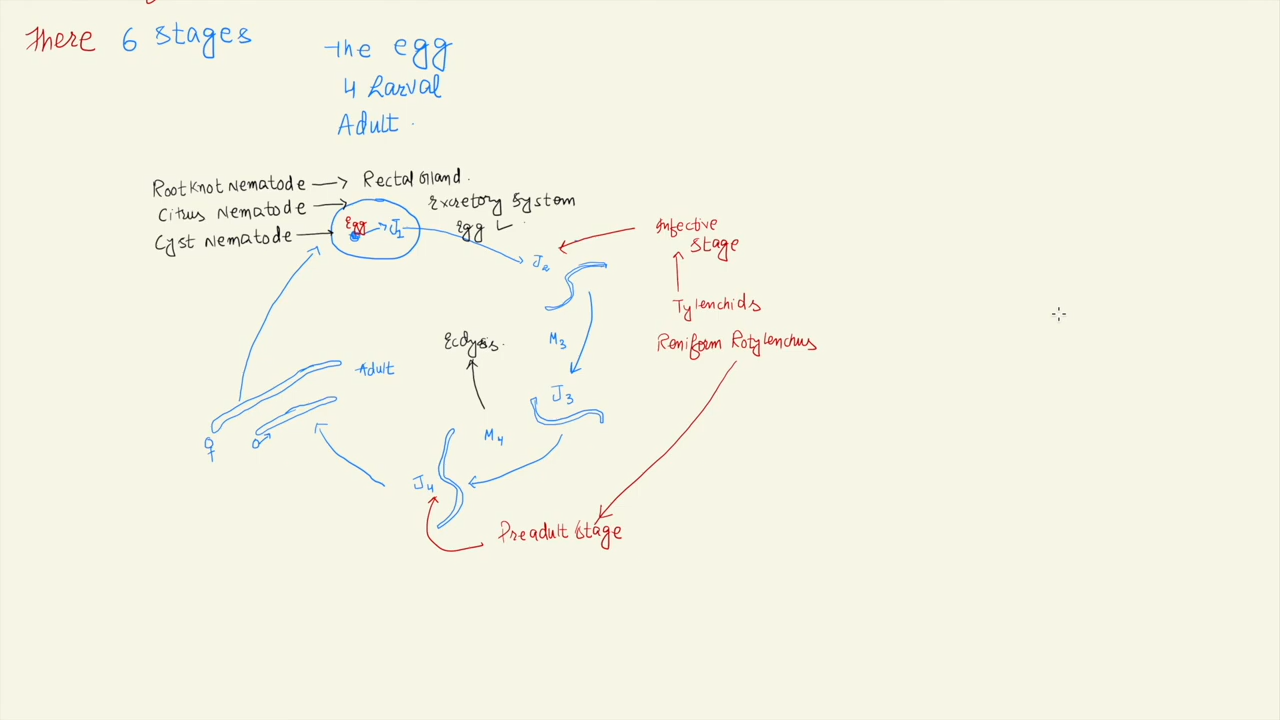 There 6 stages
The egg
4 Larval
Adult.
Root Knot Nematode → Rectal Gland.
Citrus Nematode → Excretory System
Cyst Nematode → Egg
Egg → J1
J2
Infective
stage
Tylenchids
Reniform Rotylenchus
M3
Ecdysis.
Adult
J3
M4
J4
♀ ♂
Preadult stage